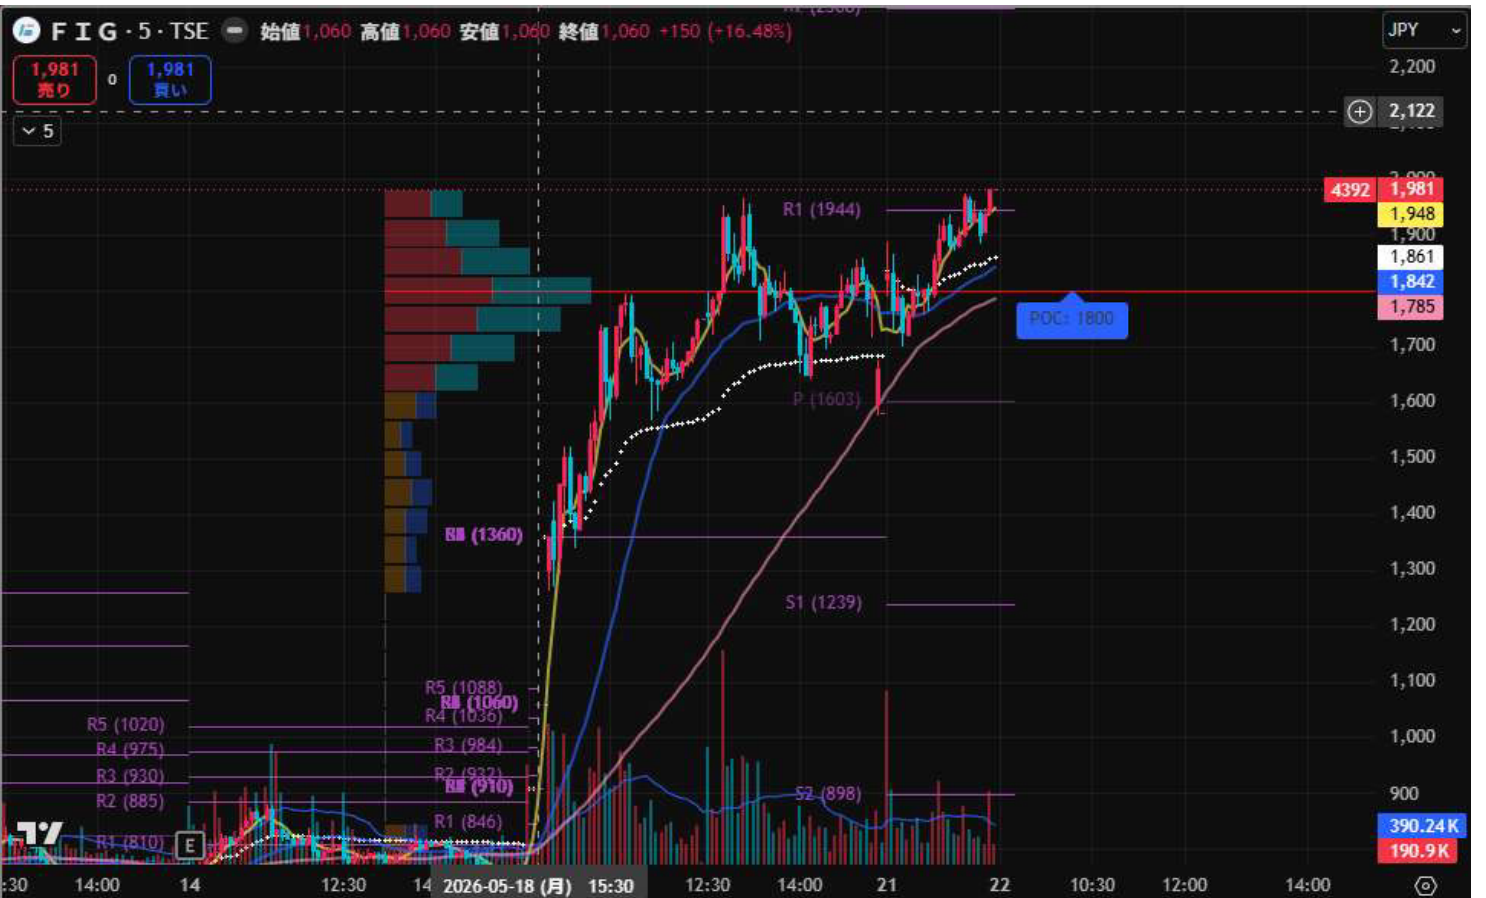 FIG · 5 · TSE 始値1,060 高値1,060 安値1,060 終値1,060 +150 (+16.48%)
JPY
1,981
売り
0
1,981
買い
5
2,200
2,122
R1 (1944)
4392 1,981
1,948
1,900
1,861
1,842
1,785
POC: 1800
1,700
P (1603)
1,600
1,500
(1360)
1,400
1,300
S1 (1239)
1,200
1,100
R5 (1088)
(1060)
R4 (1036)
R5 (1020)
1,000
R4 (975)
R3 (984)
R3 (930)
R2 (932)
(910)
R2 (885)
S2 (898)
900
R1 (846)
R1 (810)
E
390.24K
190.9K
:30
14:00
14
12:30
14
2026-05-18 (月) 15:30
12:30
14:00
21
22
10:30
12:00
14:00